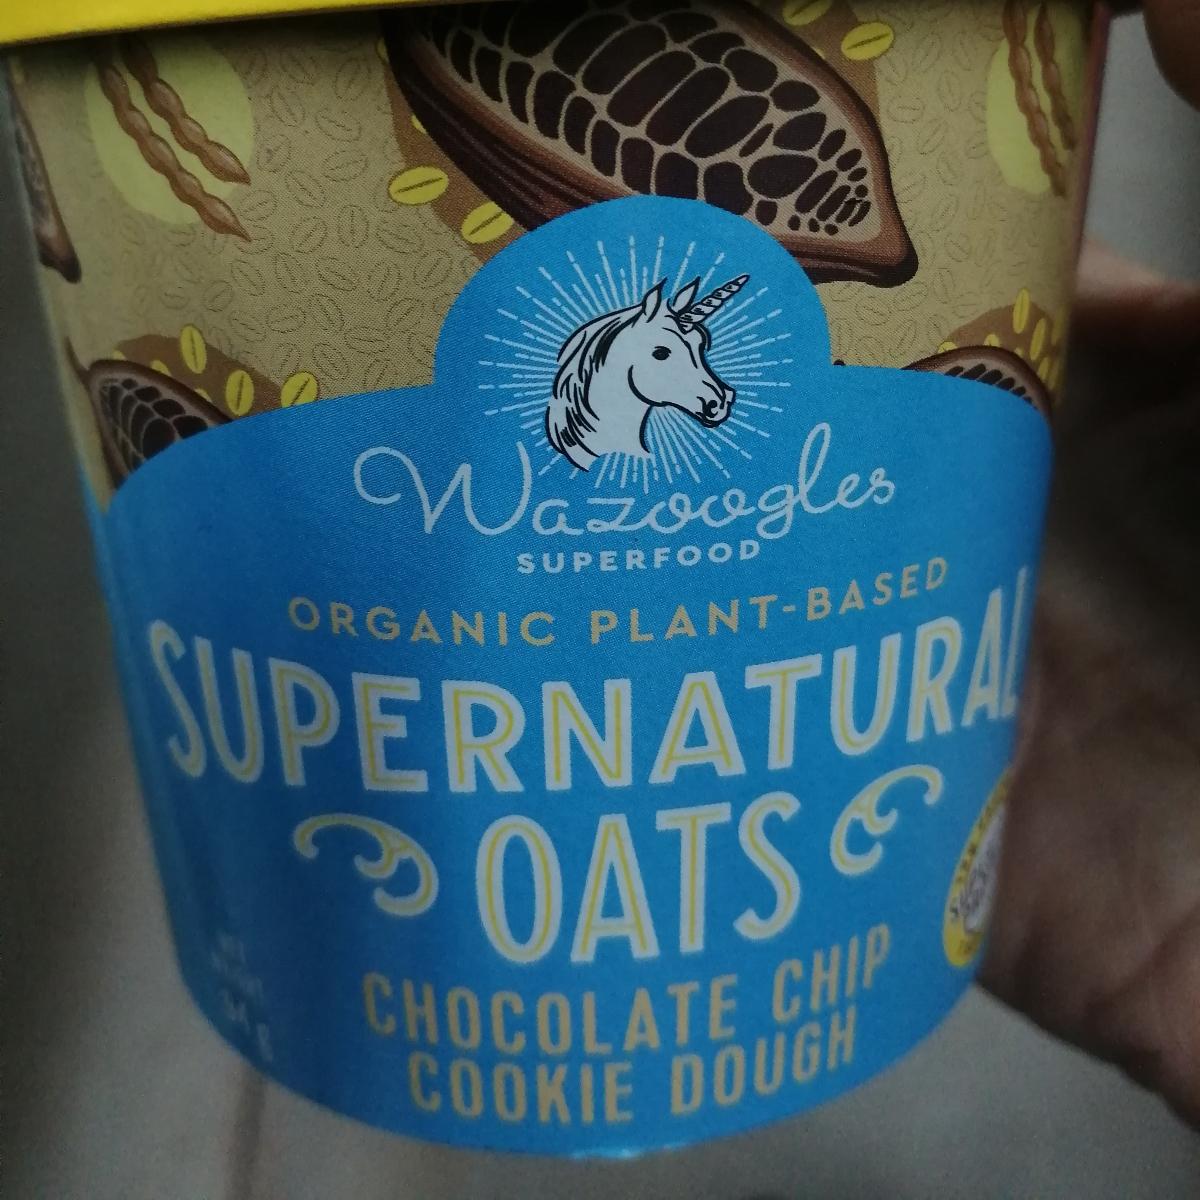 Wazoogles
SUPERFOOD
ORGANIC PLANT-BASED
SUPERNATURAL
OATS
CHOCOLATE CHIP
COOKIE DOUGH